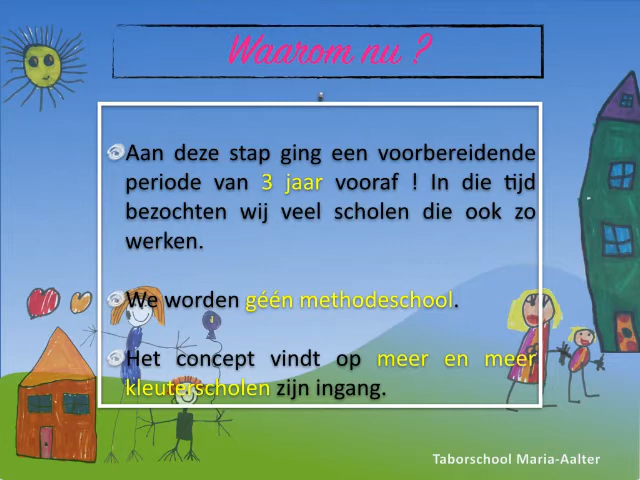 Waarom nu ?
Aan deze stap ging een voorbereidende
periode van 3 jaar vooraf ! In die tijd
bezochten wij veel scholen die ook zo
werken.
We worden géén methodeschool.
Het concept vindt op meer en meer
kleuterscholen zijn ingang.
Taborschool Maria-Aalter